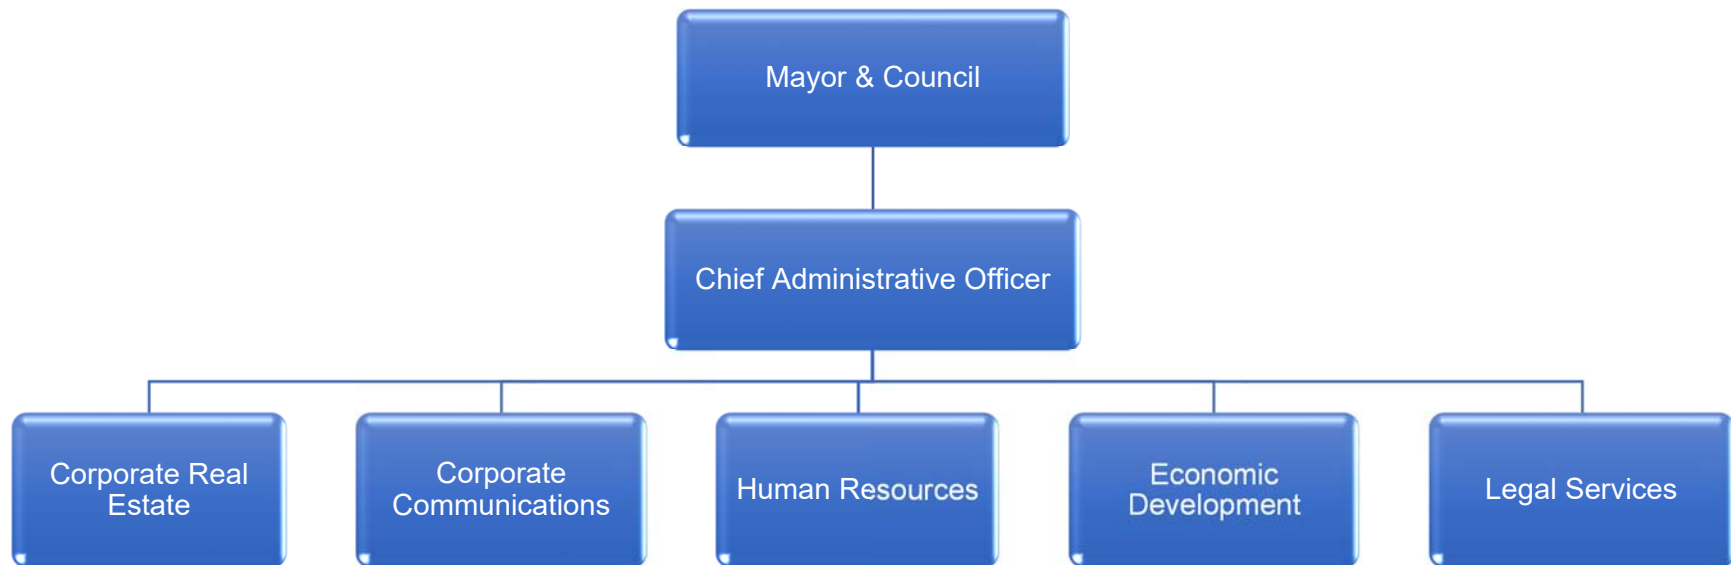 Mayor & Council
Chief Administrative Officer
Corporate Real
Estate
Corporate
Communications
Human Resources
Economic
Development
Legal Services